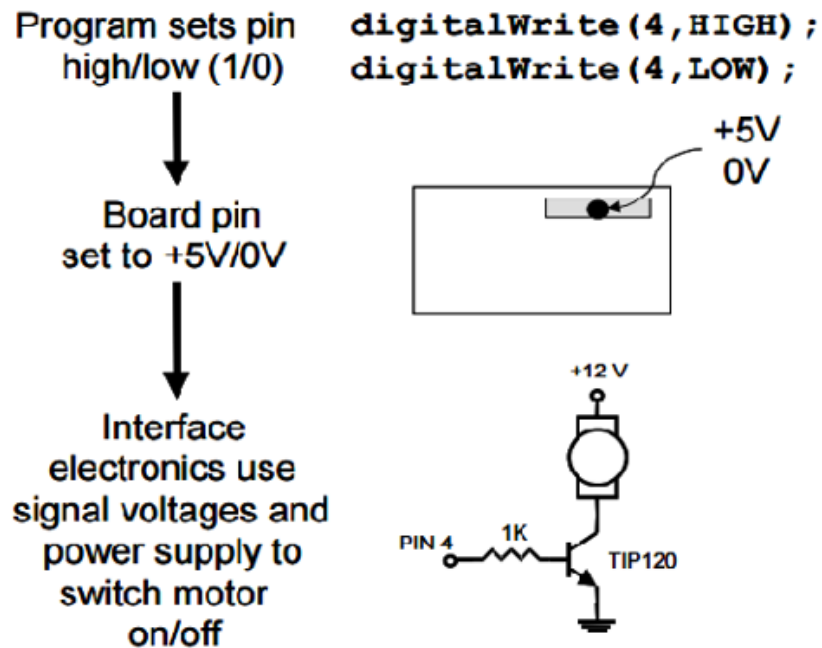 Program sets pin
high/low (1/0)
digitalWrite(4,HIGH);
digitalWrite(4,LOW);
+5V
0V
Board pin
set to +5V/0V
+12 V
Interface
electronics use
signal voltages and
power supply to
switch motor
on/off
PIN 4
1K
TIP120